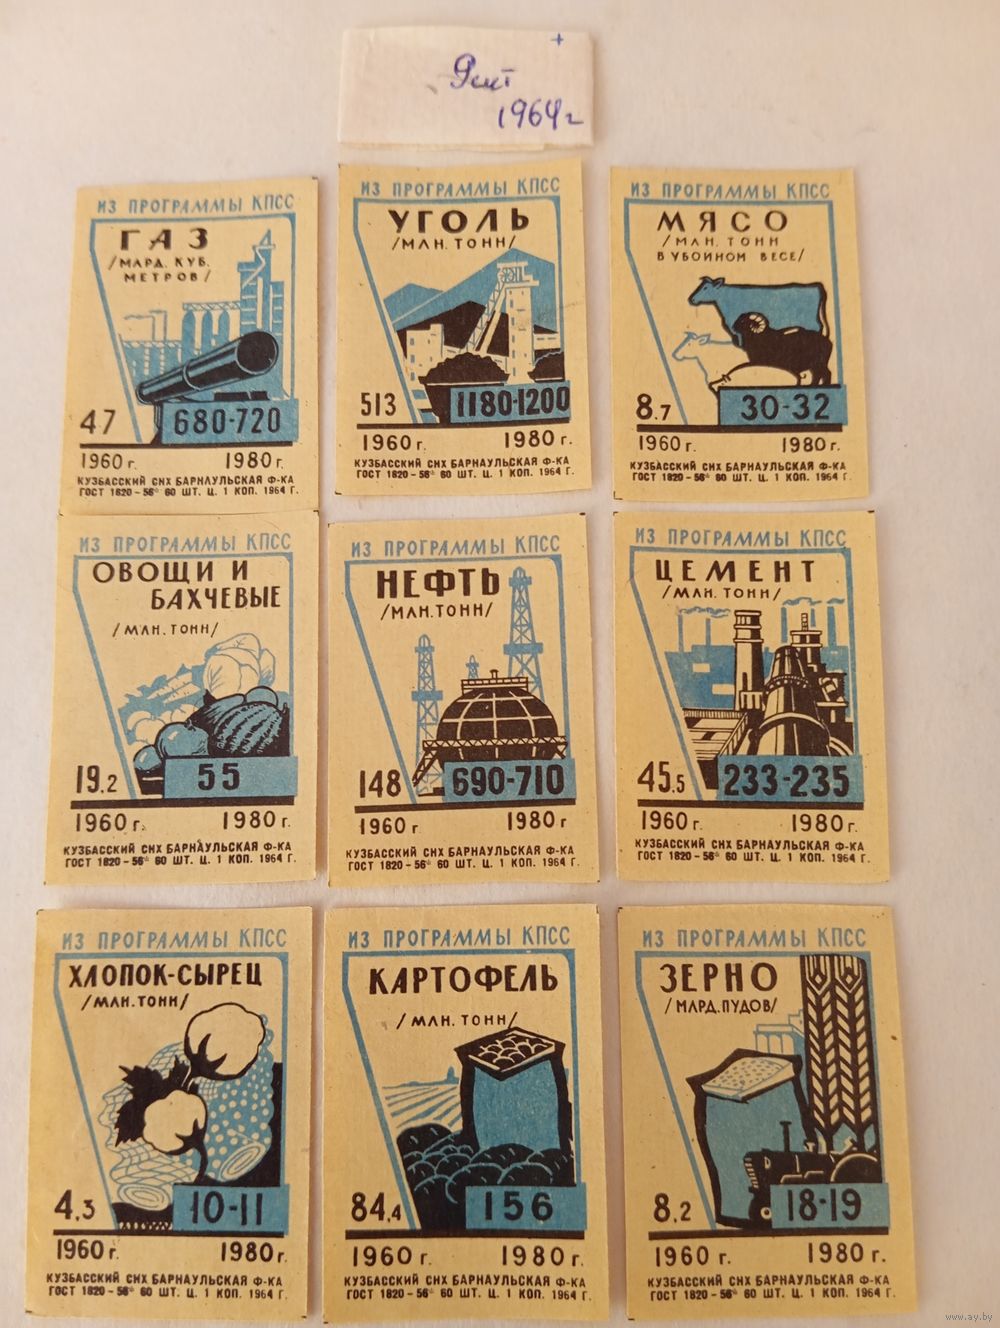 +
9 шт
1964г
ИЗ ПРОГРАММЫ КПСС
ГАЗ
/МЛРД. КУБ.
МЕТРОВ/
47 680-720
1960 г. 1980 г.
КУЗБАССКИЙ СНХ БАРНАУЛЬСКАЯ Ф-КА
ГОСТ 1820-56 60 ШТ. Ц. 1 КОП. 1964 Г.
ИЗ ПРОГРАММЫ КПСС
УГОЛЬ
/МЛН. ТОНН/
513 1180-1200
1960 г. 1980 г.
КУЗБАССКИЙ СНХ БАРНАУЛЬСКАЯ Ф-КА
ГОСТ 1820-56 60 ШТ. Ц. 1 КОП. 1964 Г.
ИЗ ПРОГРАММЫ КПСС
МЯСО
/МЛН. ТОНН
В УБОЙНОМ ВЕСЕ/
8.7 30-32
1960 г. 1980 г.
КУЗБАССКИЙ СНХ БАРНАУЛЬСКАЯ Ф-КА
ГОСТ 1820-56 60 ШТ. Ц. 1 КОП. 1964 Г.
ИЗ ПРОГРАММЫ КПСС
ОВОЩИ И
БАХЧЕВЫЕ
/МЛН. ТОНН/
19.2 55
1960 г. 1980 г.
КУЗБАССКИЙ СНХ БАРНАУЛЬСКАЯ Ф-КА
ГОСТ 1820-56 60 ШТ. Ц. 1 КОП. 1964 Г.
ИЗ ПРОГРАММЫ КПСС
НЕФТЬ
/МЛН. ТОНН/
148 690-710
1960 г. 1980 г.
КУЗБАССКИЙ СНХ БАРНАУЛЬСКАЯ Ф-КА
ГОСТ 1820-56 60 ШТ. Ц. 1 КОП. 1964 Г.
ИЗ ПРОГРАММЫ КПСС
ЦЕМЕНТ
/МЛН. ТОНН/
45.5 233-235
1960 г. 1980 г.
КУЗБАССКИЙ СНХ БАРНАУЛЬСКАЯ Ф-КА
ГОСТ 1820-56 60 ШТ. Ц. 1 КОП. 1964 Г.
ИЗ ПРОГРАММЫ КПСС
ХЛОПОК-СЫРЕЦ
/МЛН. ТОНН/
4.3 10-11
1960 г. 1980 г.
КУЗБАССКИЙ СНХ БАРНАУЛЬСКАЯ Ф-КА
ГОСТ 1820-56 60 ШТ. Ц. 1 КОП. 1964 Г.
ИЗ ПРОГРАММЫ КПСС
КАРТОФЕЛЬ
/МЛН. ТОНН/
84.4 156
1960 г. 1980 г.
КУЗБАССКИЙ СНХ БАРНАУЛЬСКАЯ Ф-КА
ГОСТ 1820-56 60 ШТ. Ц. 1 КОП. 1964 Г.
ИЗ ПРОГРАММЫ КПСС
ЗЕРНО
/МЛРД. ПУДОВ/
8.2 18-19
1960 г. 1980 г.
КУЗБАССКИЙ СНХ БАРНАУЛЬСКАЯ Ф-КА
ГОСТ 1820-56 60 ШТ. Ц. 1 КОП. 1964 Г.
www.ay.by